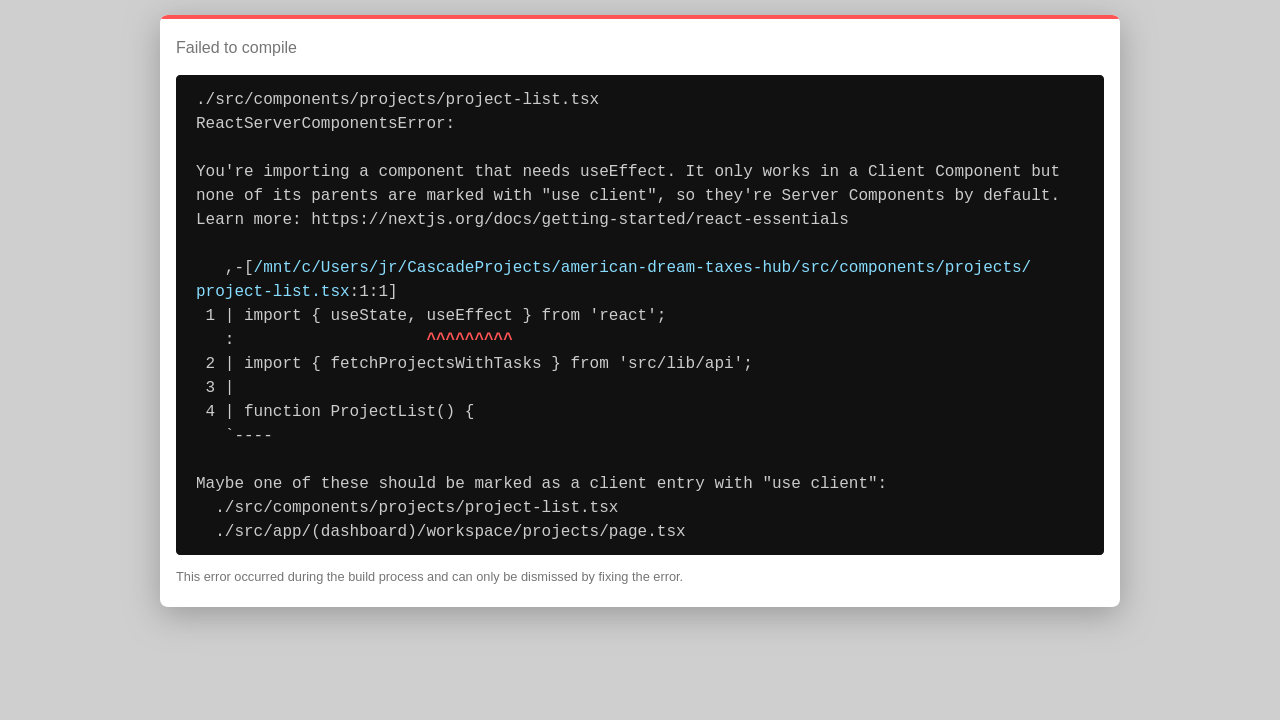 Failed to compile
./src/components/projects/project-list.tsx
ReactServerComponentsError:
You're importing a component that needs useEffect. It only works in a Client Component but
none of its parents are marked with "use client", so they're Server Components by default.
Learn more: https://nextjs.org/docs/getting-started/react-essentials
   ,-[/mnt/c/Users/jr/CascadeProjects/american-dream-taxes-hub/src/components/projects/
project-list.tsx:1:1]
 1 | import { useState, useEffect } from 'react';
   :                    ^^^^^^^^^
 2 | import { fetchProjectsWithTasks } from 'src/lib/api';
 3 |
 4 | function ProjectList() {
   `----
Maybe one of these should be marked as a client entry with "use client":
  ./src/components/projects/project-list.tsx
  ./src/app/(dashboard)/workspace/projects/page.tsx
This error occurred during the build process and can only be dismissed by fixing the error.